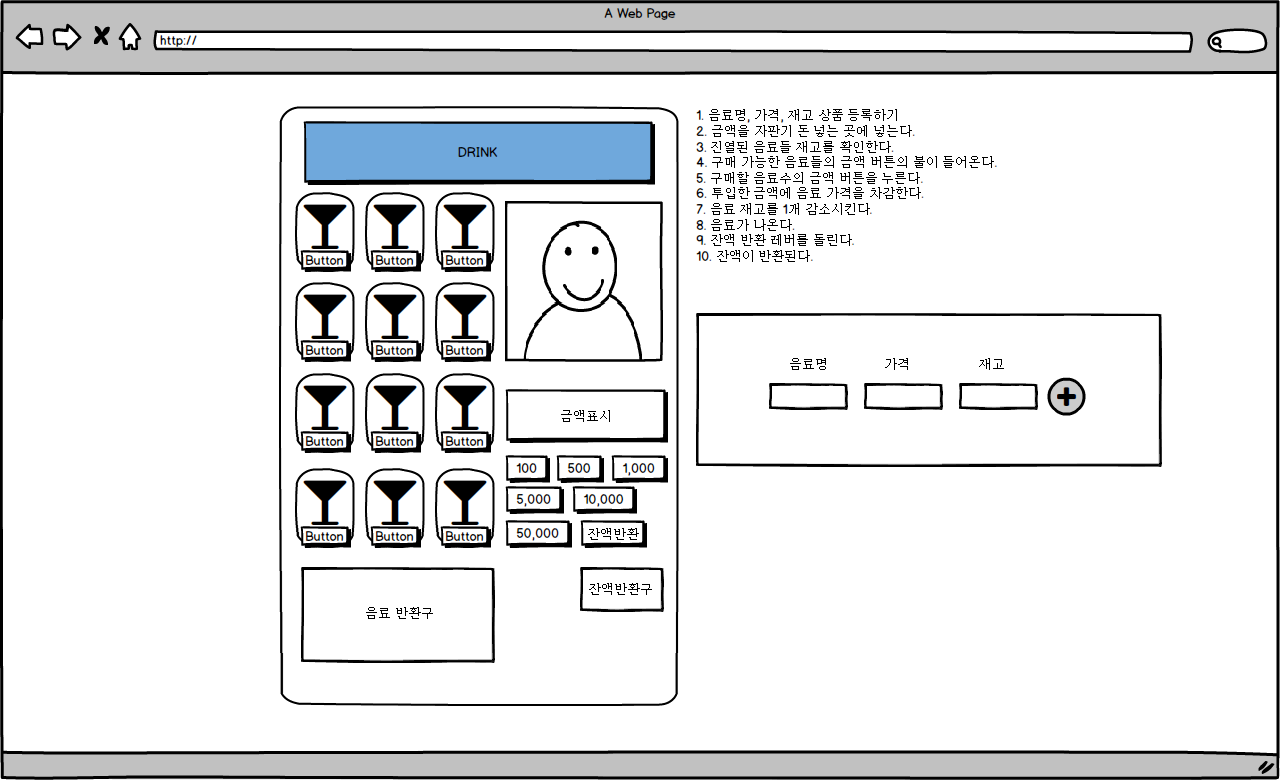 A Web Page
http://
DRINK
Button Button Button
Button Button Button
Button Button Button
Button Button Button
금액표시
100 500 1,000
5,000 10,000
50,000 잔액반환
음료 반환구
잔액반환구
1. 음료명, 가격, 재고 상품 등록하기
2. 금액을 자판기 돈 넣는 곳에 넣는다.
3. 진열된 음료들 재고를 확인한다.
4. 구매 가능한 음료들의 금액 버튼의 불이 들어온다.
5. 구매할 음료수의 금액 버튼을 누른다.
6. 투입한 금액에 음료 가격을 차감한다.
7. 음료 재고를 1개 감소시킨다.
8. 음료가 나온다.
9. 잔액 반환 레버를 돌린다.
10. 잔액이 반환된다.
음료명 가격 재고